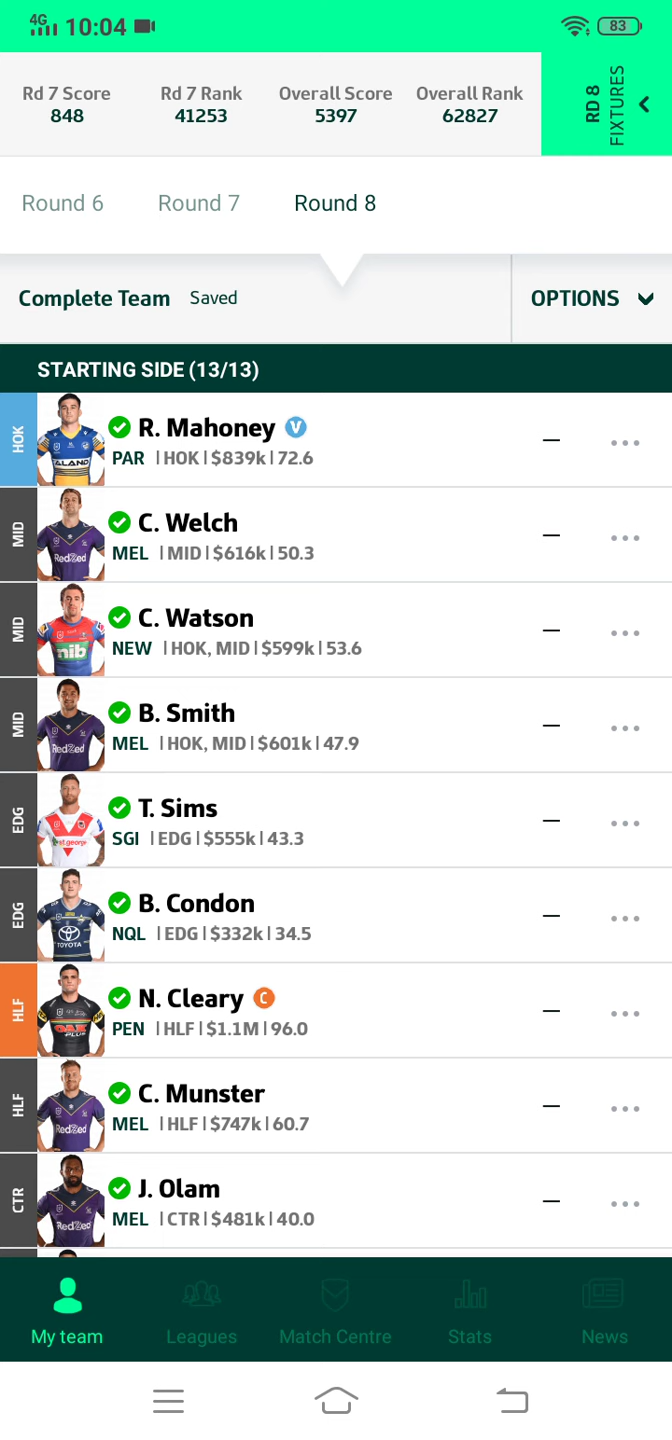 4G 10:04 83
Rd 7 Score Rd 7 Rank Overall Score Overall Rank
848 41253 5397 62827
RD 8
FIXTURES
Round 6 Round 7 Round 8
Complete Team Saved OPTIONS
STARTING SIDE (13/13)
HOK
R. Mahoney V
PAR | HOK | $839k | 72.6
MID
C. Welch
MEL | MID | $616k | 50.3
MID
C. Watson
NEW | HOK, MID | $599k | 53.6
MID
B. Smith
MEL | HOK, MID | $601k | 47.9
EDG
T. Sims
SGI | EDG | $555k | 43.3
EDG
B. Condon
NQL | EDG | $332k | 34.5
HLF
N. Cleary C
PEN | HLF | $1.1M | 96.0
HLF
C. Munster
MEL | HLF | $747k | 60.7
CTR
J. Olam
MEL | CTR | $481k | 40.0
My team Leagues Match Centre Stats News